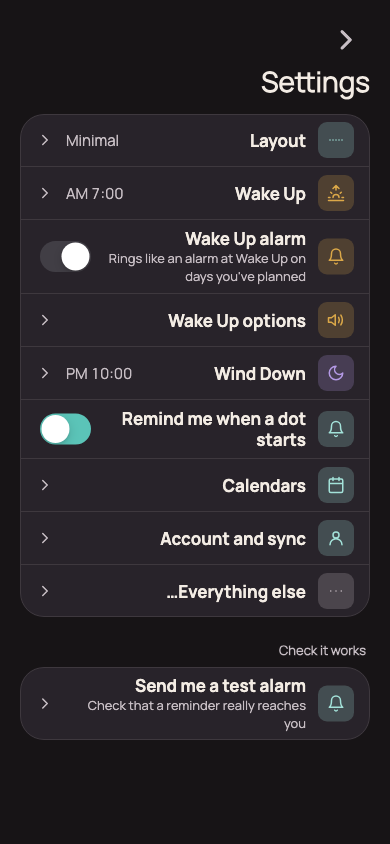 Settings
Layout
Minimal
Wake Up
AM 7:00
Wake Up alarm
Rings like an alarm at Wake Up on
days you've planned
Wake Up options
Wind Down
PM 10:00
Remind me when a dot
starts
Calendars
Account and sync
...Everything else
Check it works
Send me a test alarm
Check that a reminder really reaches
you